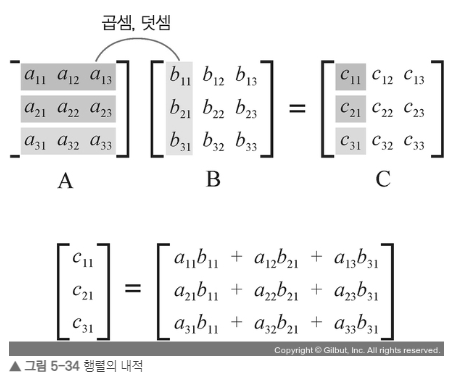 곱셈, 덧셈
a11 a12 a13 b11 b12 b13 c11 c12 c13
a21 a22 a23 b21 b22 b23 = c21 c22 c23
a31 a32 a33 b31 b32 b33 c31 c32 c33
A B C
c11 a11b11 + a12b21 + a13b31
c21 = a21b11 + a22b21 + a23b31
c31 a31b11 + a32b21 + a33b31
Copyright © Gilbut, Inc. All rights reserved.
▲ 그림 5-34 행렬의 내적